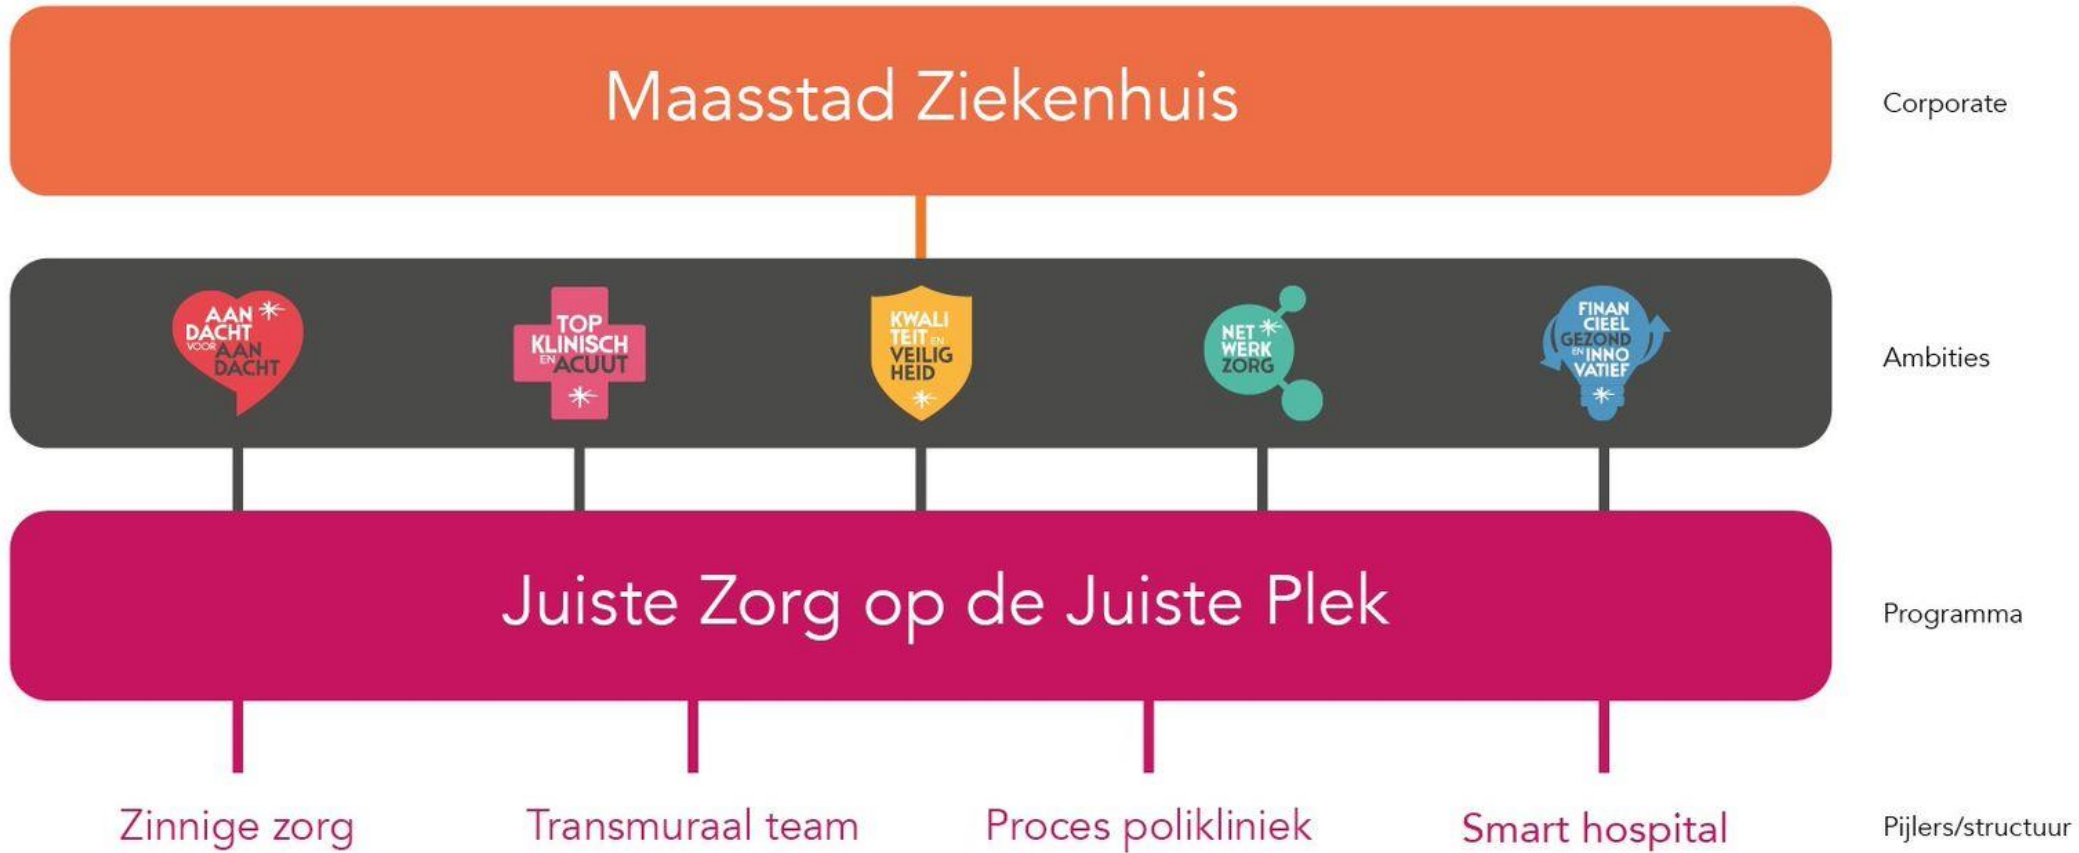 Maasstad Ziekenhuis
Corporate
AAN
DACHT
VOOR AAN
DACHT
TOP
KLINISCH
EN ACUUT
KWALI
TEIT EN
VEILIG
HEID
NET
WERK
ZORG
FINAN
CIEEL
GEZOND
EN INNO
VATIEF
Ambities
Juiste Zorg op de Juiste Plek
Programma
Zinnige zorg
Transmuraal team
Proces polikliniek
Smart hospital
Pijlers/structuur